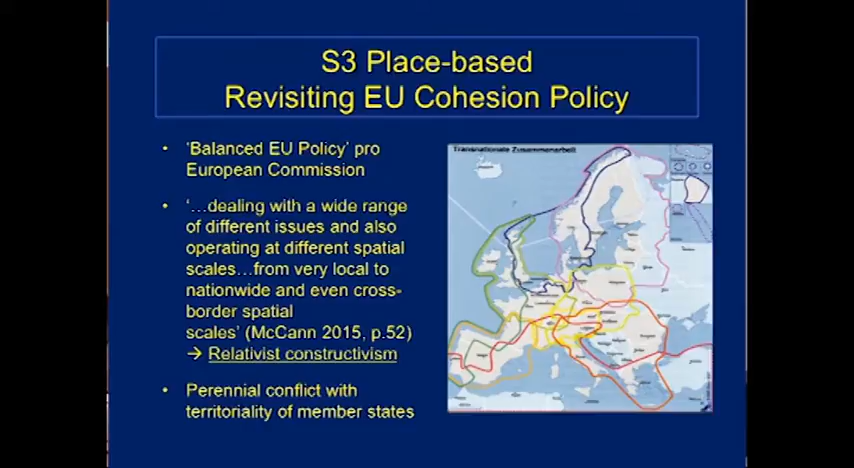 S3 Place-based
Revisiting EU Cohesion Policy
• 'Balanced EU Policy' pro
European Commission
• '…dealing with a wide range
of different issues and also
operating at different spatial
scales…from very local to
nationwide and even cross-
border spatial
scales' (McCann 2015, p.52)
→ Relativist constructivism
• Perennial conflict with
territoriality of member states
Transnationale Zusammenarbeit